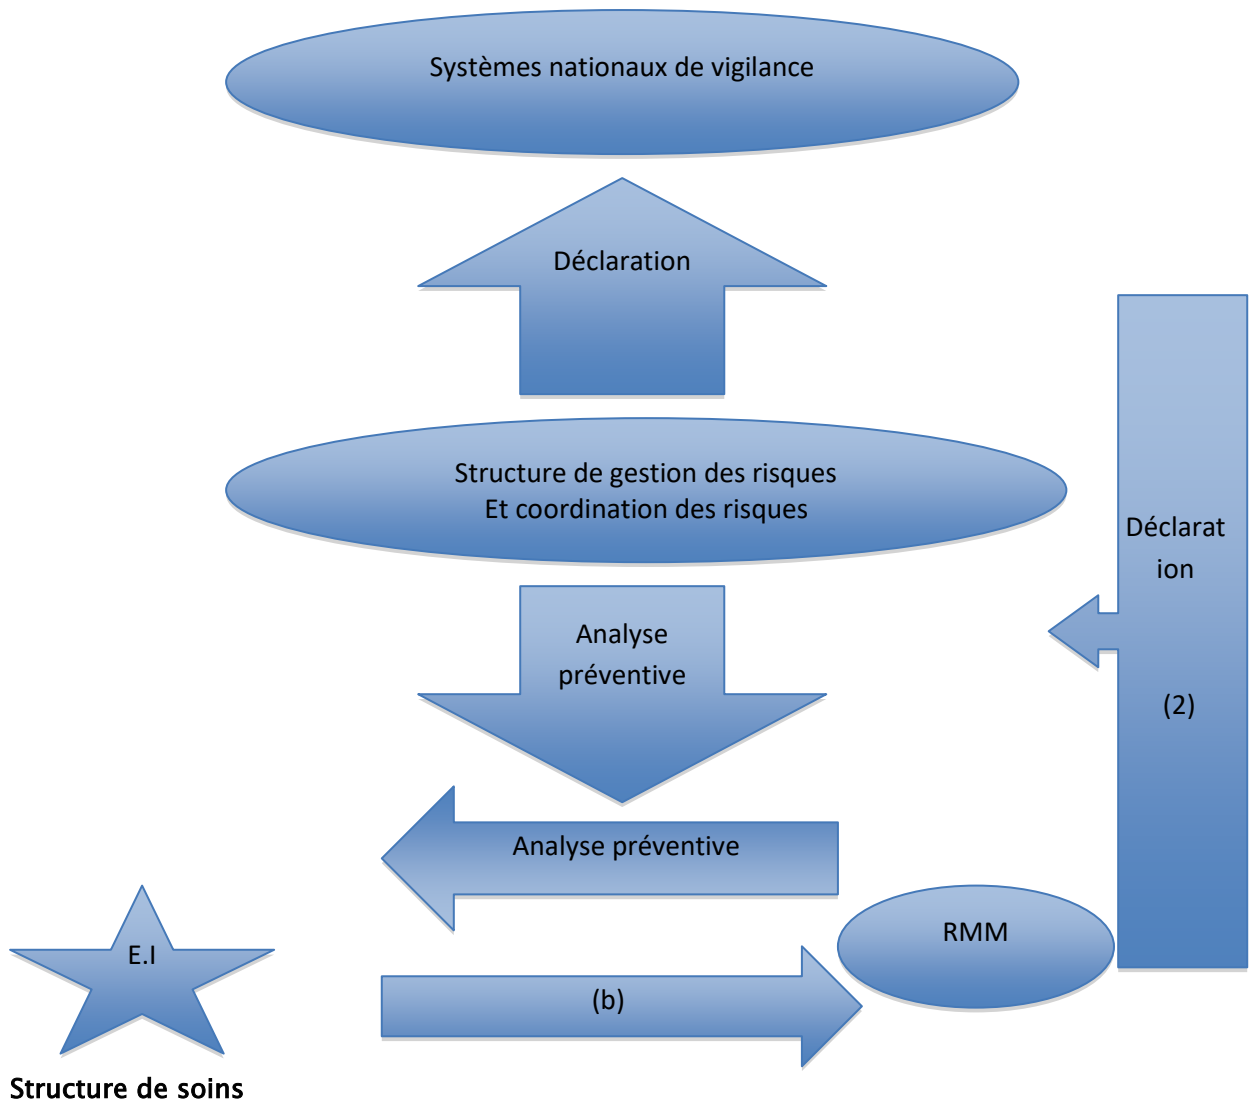 Systèmes nationaux de vigilance
Déclaration
Structure de gestion des risques
Et coordination des risques
Déclarat
ion
(2)
Analyse
préventive
Analyse préventive
RMM
E.I
(b)
Structure de soins